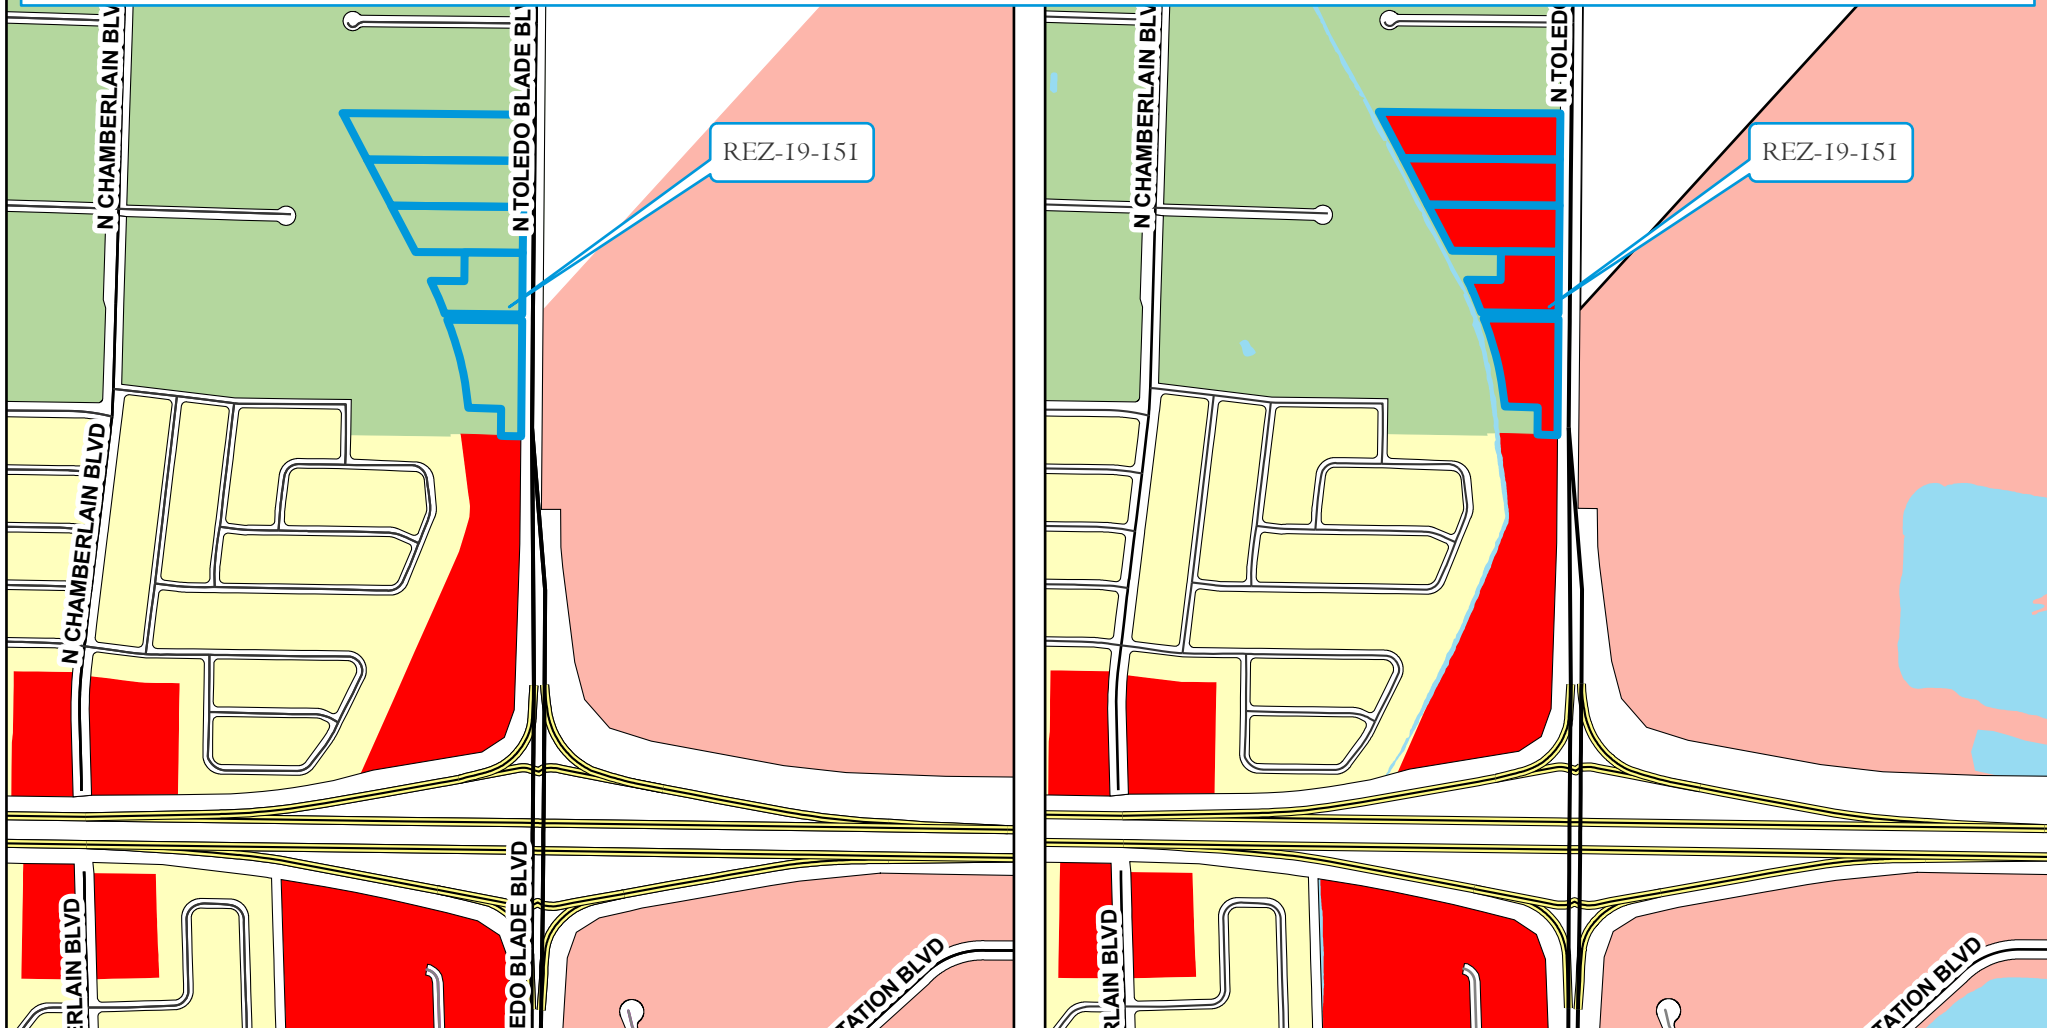 N CHAMBERLAIN BLV
N TOLEDO BLADE BL
REZ-19-151
N CHAMBERLAIN BLVD
EDO BLADE BLVD
ERLAIN BLVD
TATION BLVD
N CHAMBERLAIN BLV
N TOLED
REZ-19-151
RLAIN BLVD
TATION BLVD